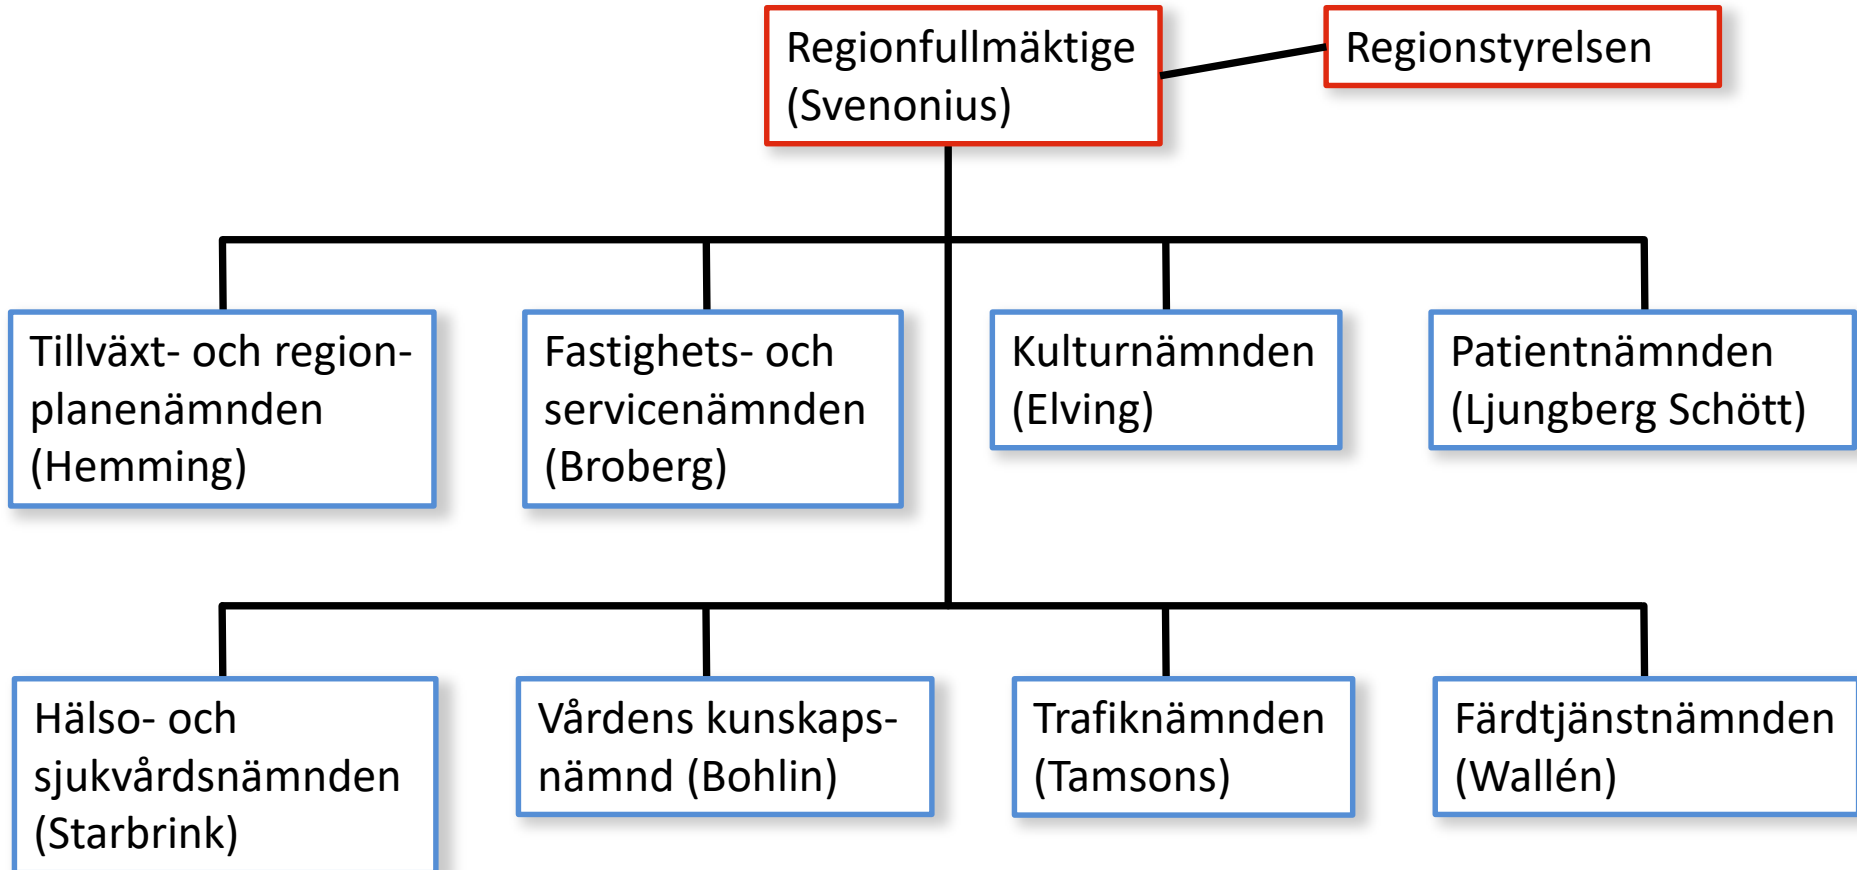 Regionfullmäktige
(Svenonius)
Regionstyrelsen
Tillväxt- och region-
planenämnden
(Hemming)
Fastighets- och
servicenämnden
(Broberg)
Kulturnämnden
(Elving)
Patientnämnden
(Ljungberg Schött)
Hälso- och
sjukvårdsnämnden
(Starbrink)
Vårdens kunskaps-
nämnd (Bohlin)
Trafiknämnden
(Tamsons)
Färdtjänstnämnden
(Wallén)